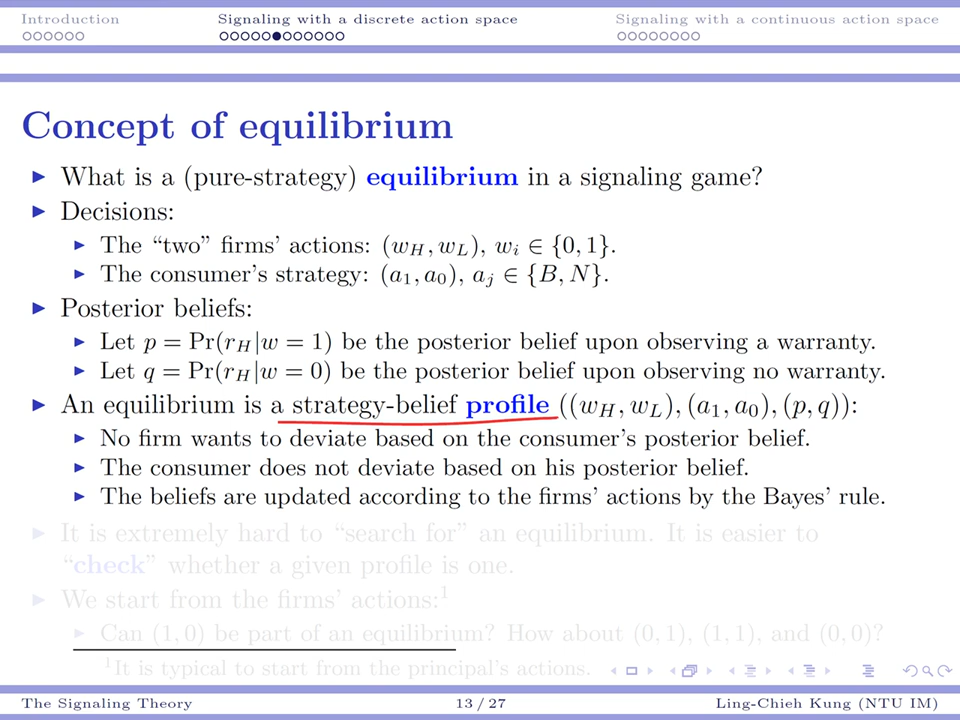 Introduction
Signaling with a discrete action space
Signaling with a continuous action space
Concept of equilibrium
What is a (pure-strategy) equilibrium in a signaling game?
Decisions:
The “two” firms’ actions: (w_H, w_L), w_i ∈ {0, 1}.
The consumer’s strategy: (a_1, a_0), a_j ∈ {B, N}.
Posterior beliefs:
Let p = Pr(r_H|w = 1) be the posterior belief upon observing a warranty.
Let q = Pr(r_H|w = 0) be the posterior belief upon observing no warranty.
An equilibrium is a strategy-belief profile ((w_H, w_L), (a_1, a_0), (p, q)):
No firm wants to deviate based on the consumer’s posterior belief.
The consumer does not deviate based on his posterior belief.
The beliefs are updated according to the firms’ actions by the Bayes’ rule.
It is extremely hard to “search for” an equilibrium. It is easier to
“check” whether a given profile is one.
We start from the firms’ actions:¹
Can (1, 0) be part of an equilibrium? How about (0, 1), (1, 1), and (0, 0)?
¹It is typical to start from the principal’s actions.
The Signaling Theory
13 / 27
Ling-Chieh Kung (NTU IM)